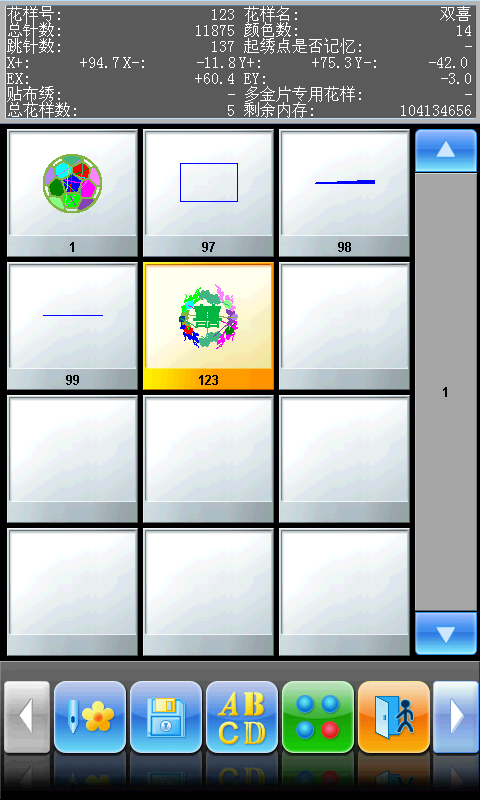 花样号: 123 花样名: 双喜
总针数: 11875 颜色数: 14
跳针数: 137 起绣点是否记忆: -
X+: +94.7 X-: -11.8 Y+: +75.3 Y-: -42.0
EX: +60.4 EY: -3.0
贴布绣: - 多金片专用花样: -
总花样数: 5 剩余内存: 104134656
1 97 98
99 123
1
AB
CD